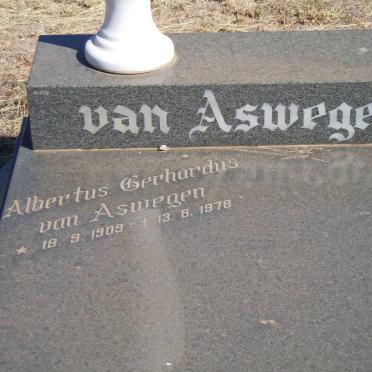 van Aswege
Albertus Gerhardus
van Aswegen
* 18. 9. 1909 - † 13. 6. 1978